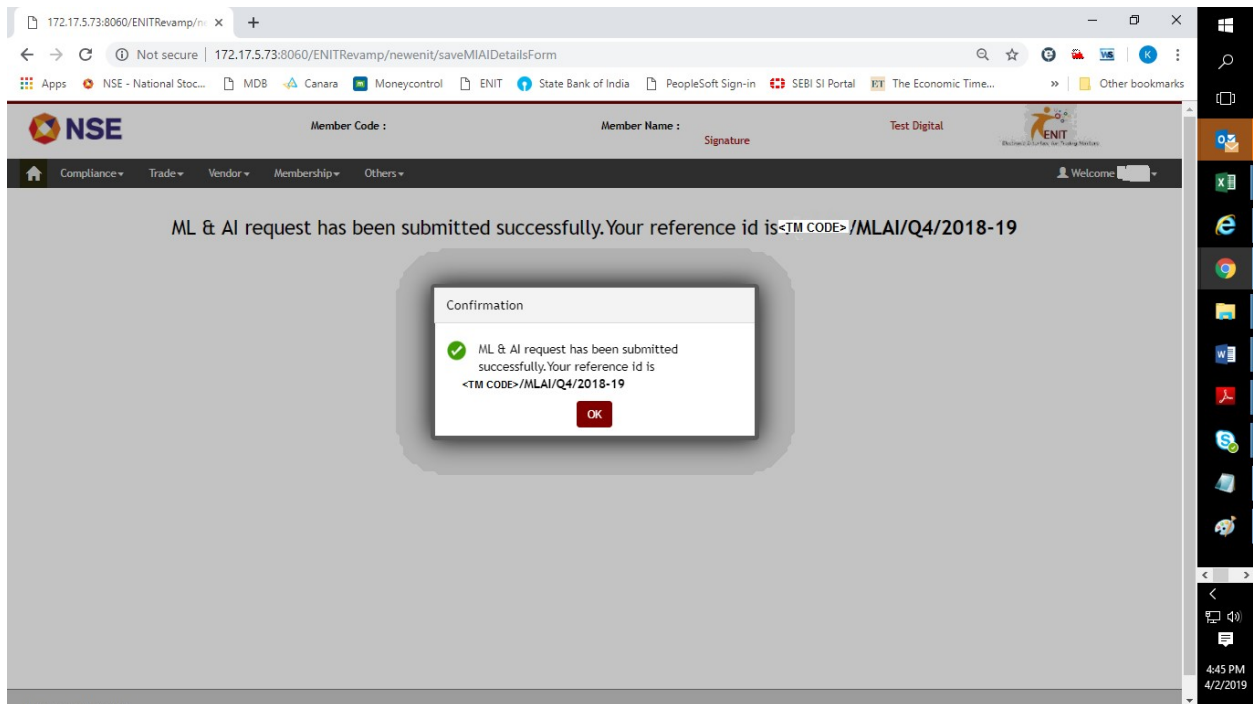 172.17.5.73:8060/ENITRevamp/n
Not secure | 172.17.5.73:8060/ENITRevamp/newenit/saveMIAIDetailsForm
K
Apps NSE - National Stoc... MDB Canara Moneycontrol ENIT State Bank of India PeopleSoft Sign-in SEBI SI Portal ET The Economic Time... » Other bookmarks
NSE Member Code : Member Name : Test Digital
Signature
ENIT
Compliance Trade Vendor Membership Others Welcome
ML & AI request has been submitted successfully.Your reference id is<TM CODE>/MLAI/Q4/2018-19
Confirmation
ML & AI request has been submitted
successfully.Your reference id is
<TM CODE>/MLAI/Q4/2018-19
OK
4:45 PM
4/2/2019